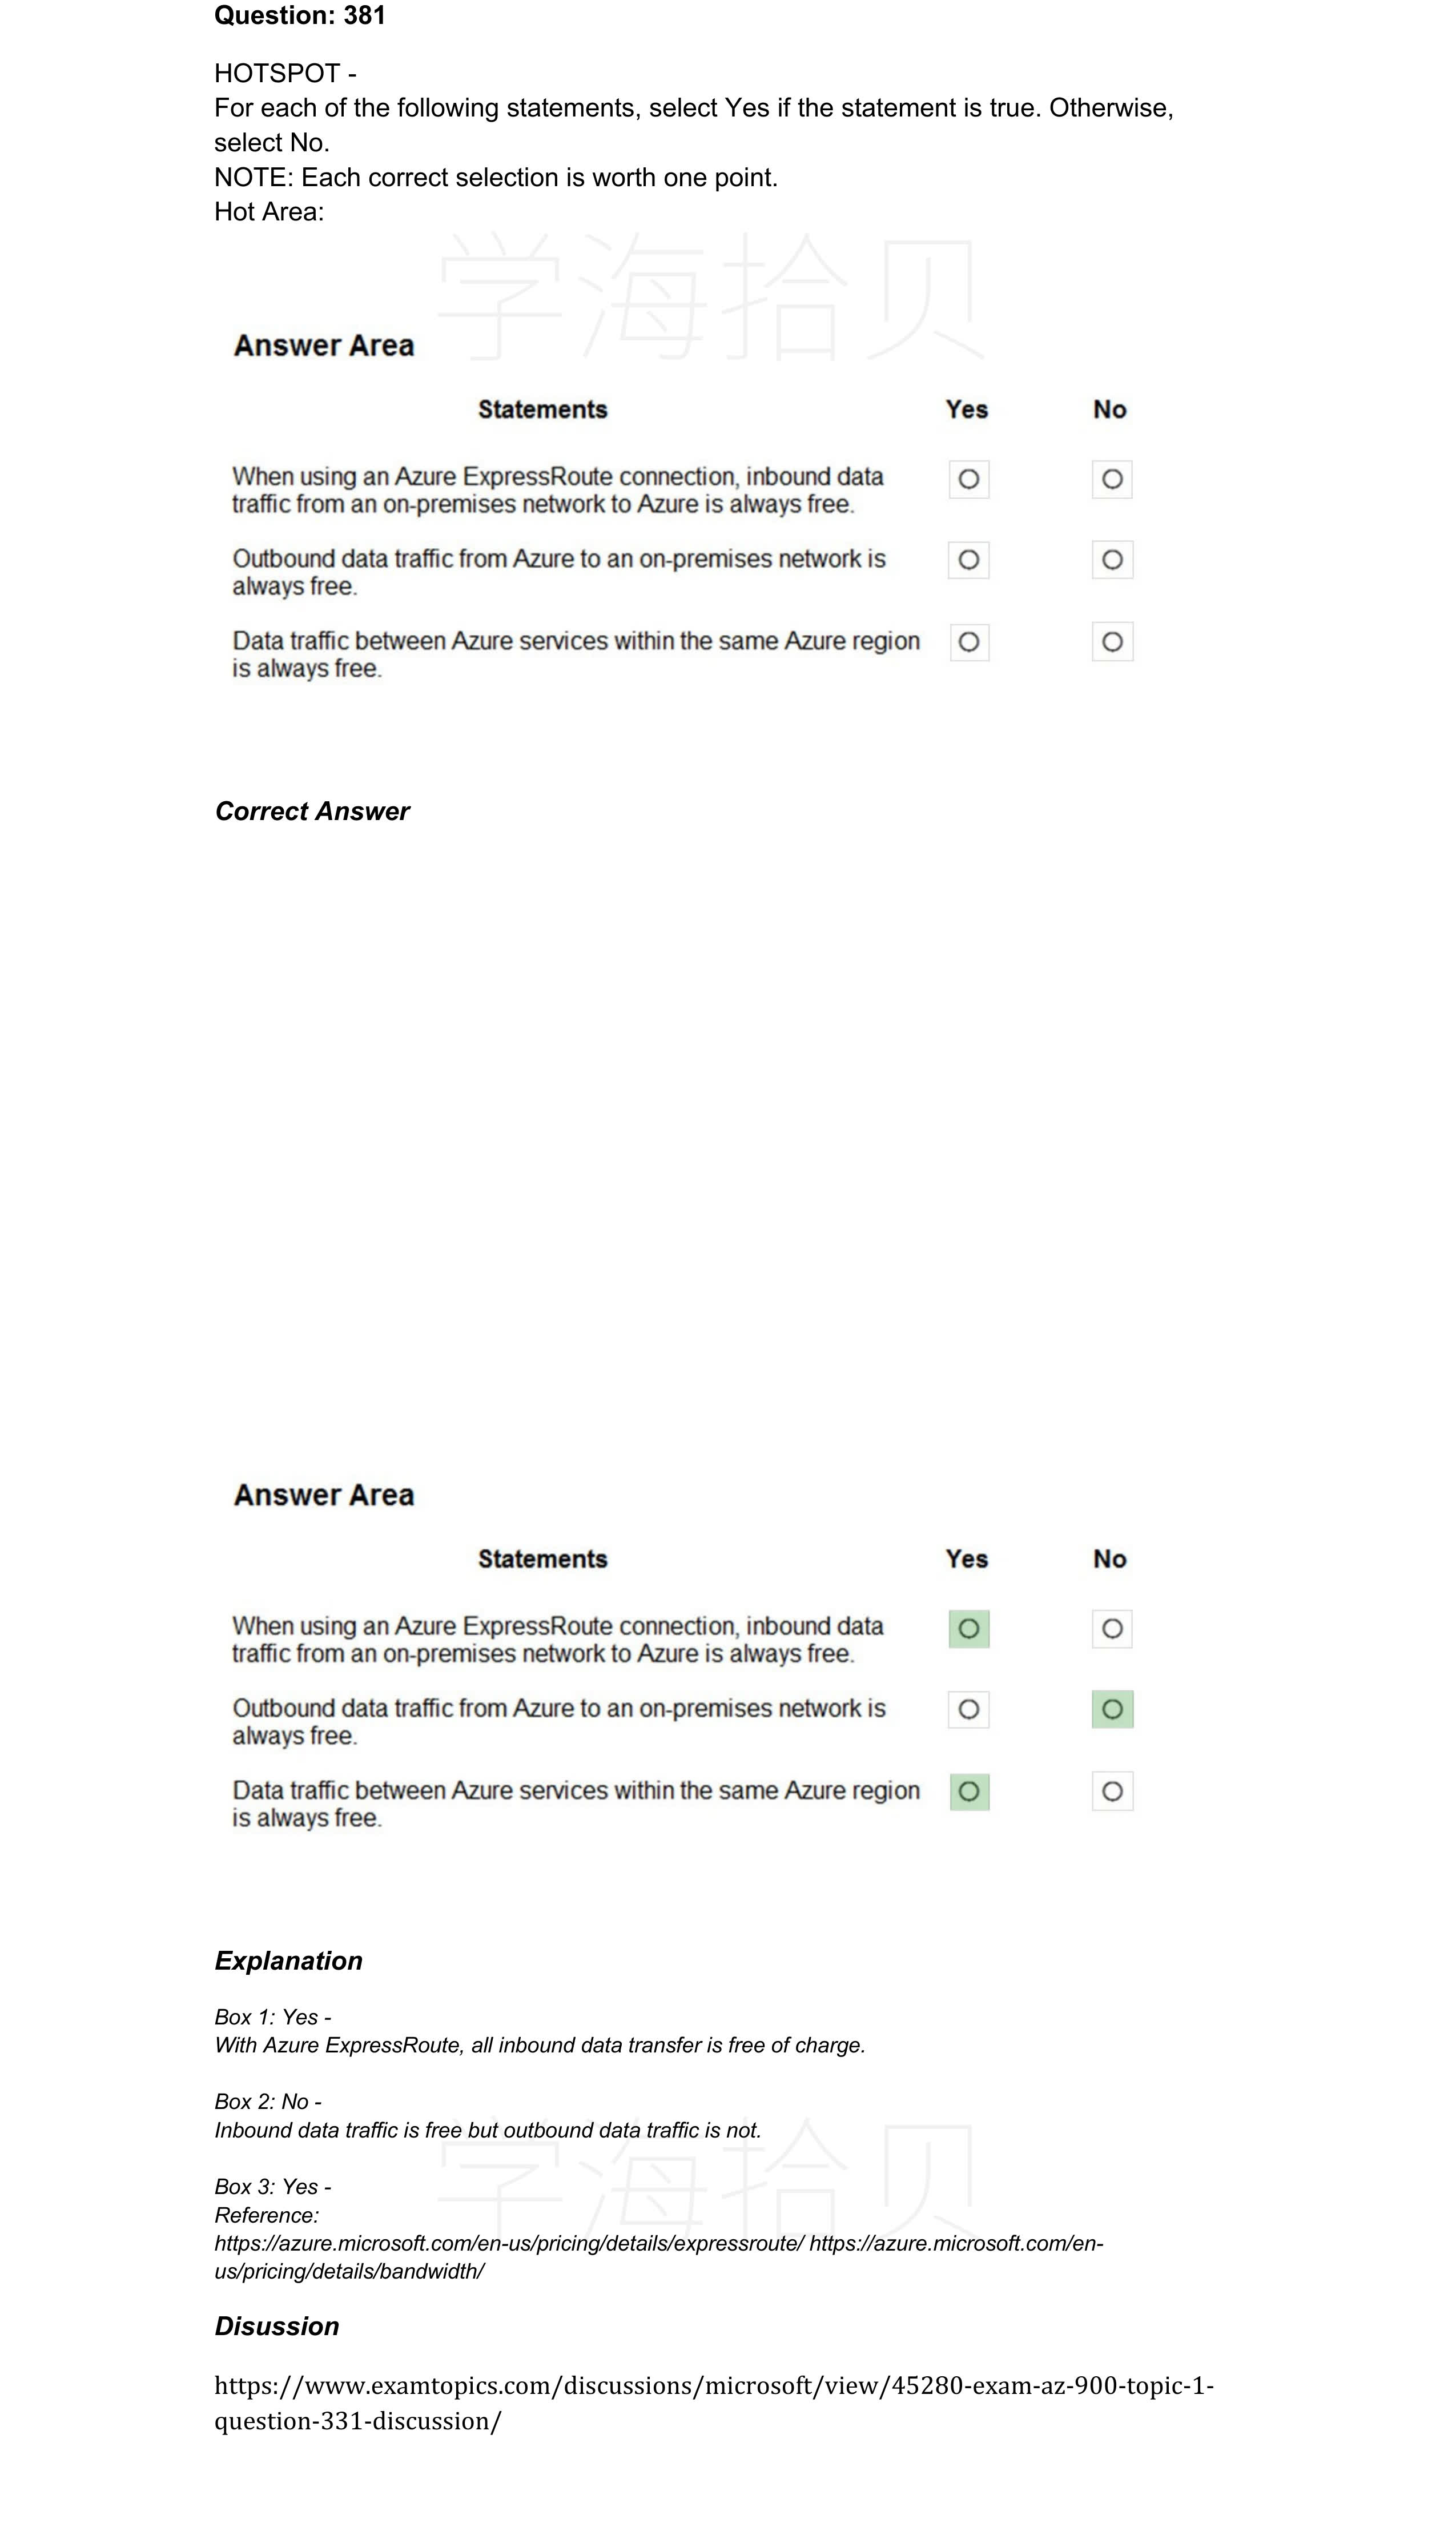 Question: 381
HOTSPOT -
For each of the following statements, select Yes if the statement is true. Otherwise,
select No.
NOTE: Each correct selection is worth one point.
Hot Area:
学海拾贝
Answer Area
Statements Yes No
When using an Azure ExpressRoute connection, inbound data
traffic from an on-premises network to Azure is always free.
Outbound data traffic from Azure to an on-premises network is
always free.
Data traffic between Azure services within the same Azure region
is always free.
Correct Answer
Answer Area
Statements Yes No
When using an Azure ExpressRoute connection, inbound data
traffic from an on-premises network to Azure is always free.
Outbound data traffic from Azure to an on-premises network is
always free.
Data traffic between Azure services within the same Azure region
is always free.
Explanation
Box 1: Yes -
With Azure ExpressRoute, all inbound data transfer is free of charge.
Box 2: No -
Inbound data traffic is free but outbound data traffic is not.
学海拾贝
Box 3: Yes -
Reference:
https://azure.microsoft.com/en-us/pricing/details/expressroute/ https://azure.microsoft.com/en-
us/pricing/details/bandwidth/
Disussion
https://www.examtopics.com/discussions/microsoft/view/45280-exam-az-900-topic-1-
question-331-discussion/